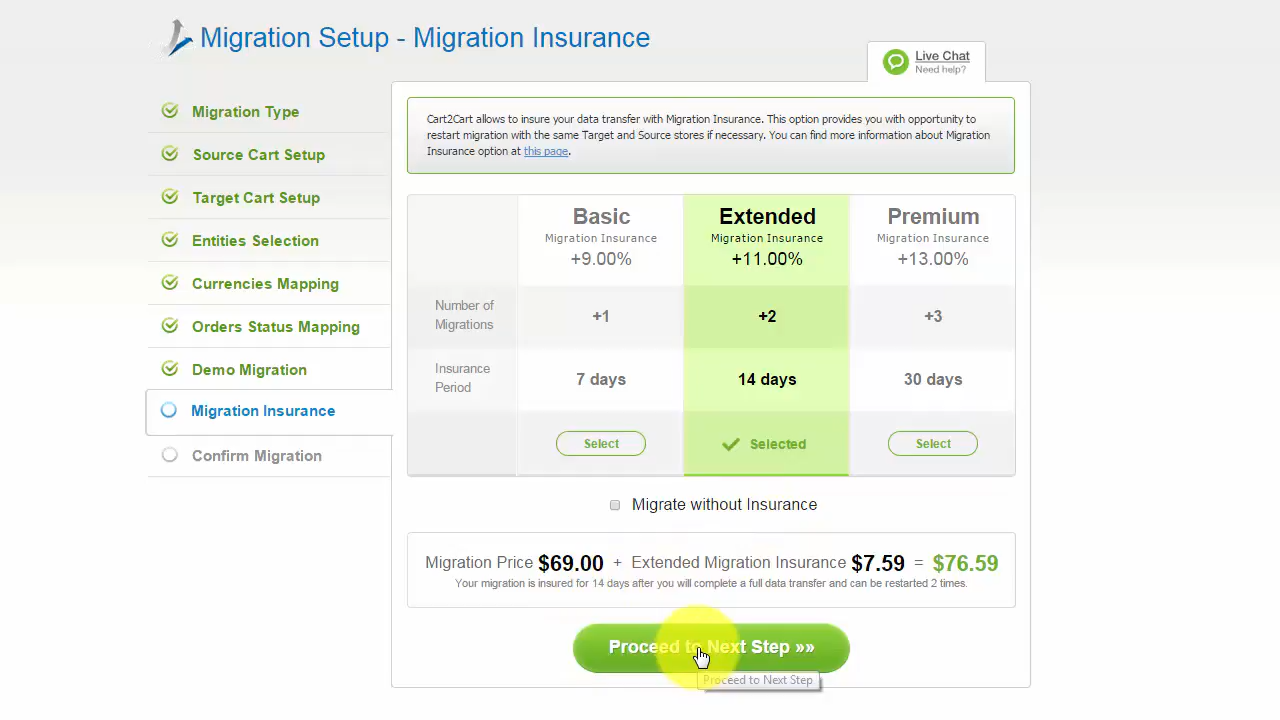 Migration Setup - Migration Insurance
Live Chat
Need help?
Migration Type
Source Cart Setup
Target Cart Setup
Entities Selection
Currencies Mapping
Orders Status Mapping
Demo Migration
Migration Insurance
Confirm Migration
Cart2Cart allows to insure your data transfer with Migration Insurance. This option provides you with opportunity to
restart migration with the same Target and Source stores if necessary. You can find more information about Migration
Insurance option at this page.
Basic Extended Premium
Migration Insurance Migration Insurance Migration Insurance
+9.00% +11.00% +13.00%
Number of
Migrations
+1 +2 +3
Insurance
Period
7 days 14 days 30 days
Select Selected Select
Migrate without Insurance
Migration Price $69.00 + Extended Migration Insurance $7.59 = $76.59
Your migration is insured for 14 days after you will complete a full data transfer and can be restarted 2 times.
Proceed to Next Step »»
Proceed to Next Step